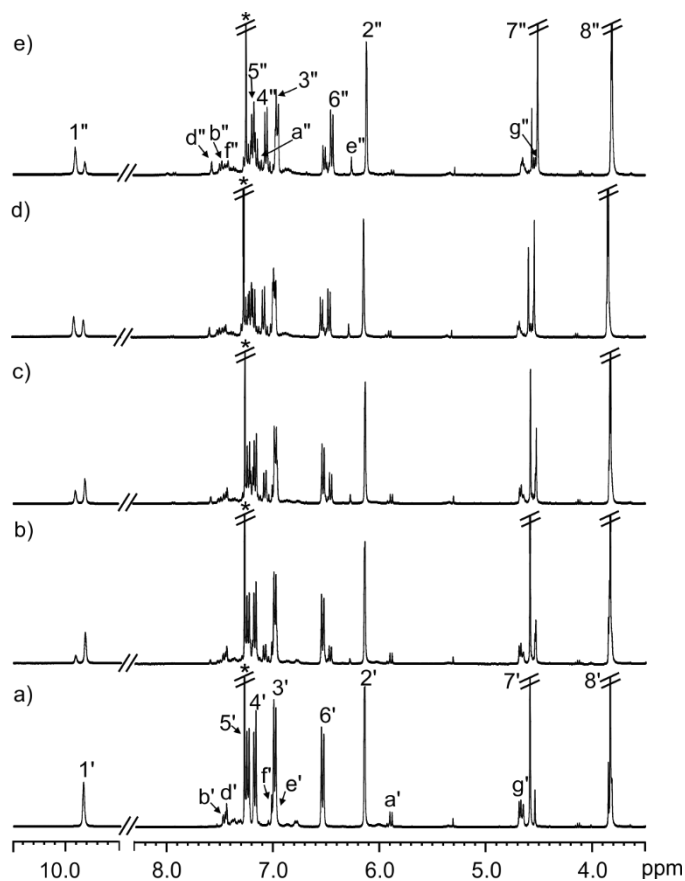 e)
*
2"
7"
8"
5"
3"
4"
6"
1"
a"
g"
d"
b"
f"
e"
d)
*
c)
*
b)
*
a)
*
2'
7'
8'
3'
4'
5'
6'
1'
f'
e'
b'
d'
a'
g'
10.0 8.0 7.0 6.0 5.0 4.0 ppm